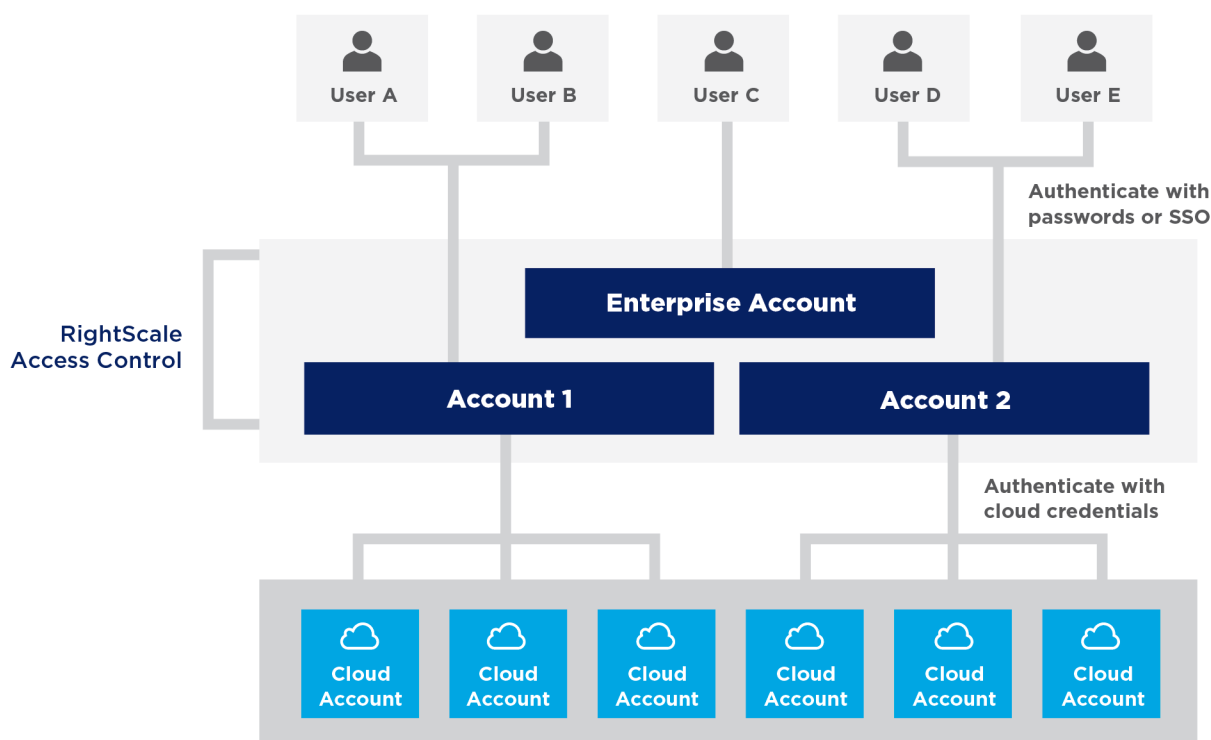 User A
User B
User C
User D
User E
Authenticate with
passwords or SSO
Enterprise Account
RightScale
Access Control
Account 1
Account 2
Authenticate with
cloud credentials
Cloud
Account
Cloud
Account
Cloud
Account
Cloud
Account
Cloud
Account
Cloud
Account